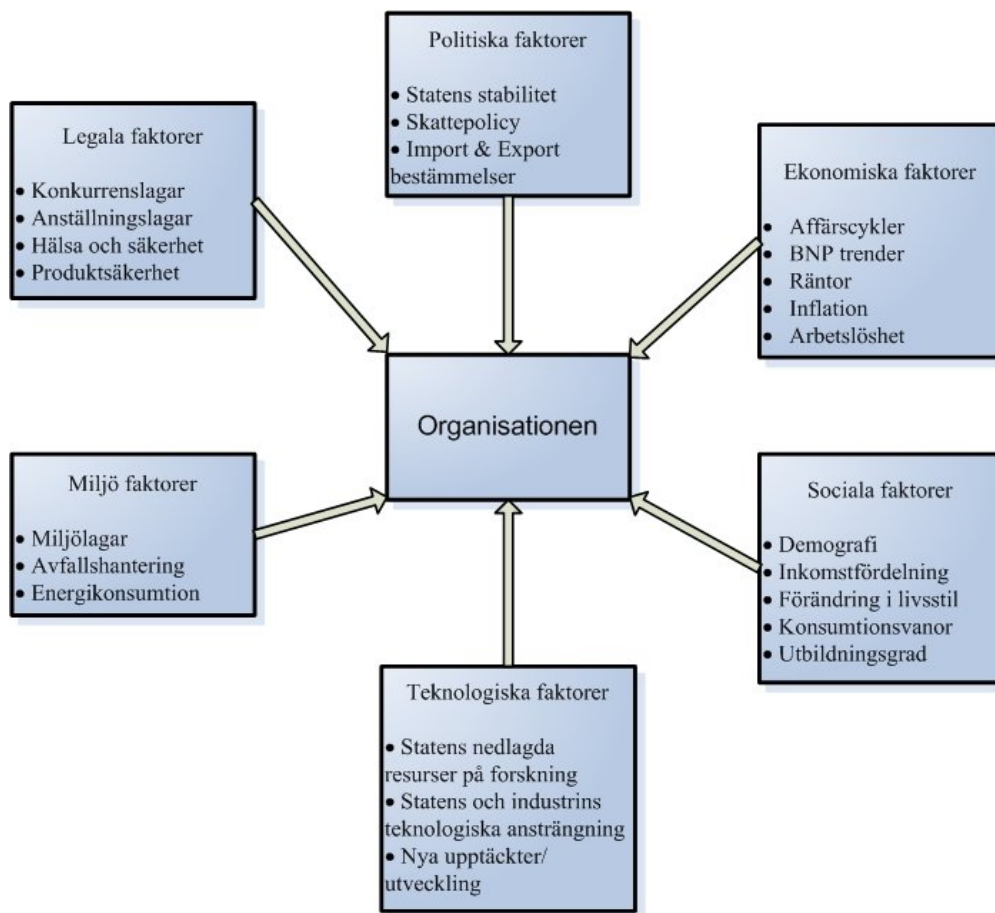 Politiska faktorer
• Statens stabilitet
• Skattepolicy
• Import & Export
bestämmelser
Legala faktorer
• Konkurrenslagar
• Anställningslagar
• Hälsa och säkerhet
• Produktsäkerhet
Ekonomiska faktorer
• Affärscykler
• BNP trender
• Räntor
• Inflation
• Arbetslöshet
Organisationen
Miljö faktorer
• Miljölagar
• Avfallshantering
• Energikonsumtion
Sociala faktorer
• Demografi
• Inkomstfördelning
• Förändring i livsstil
• Konsumtionsvanor
• Utbildningsgrad
Teknologiska faktorer
• Statens nedlagda
resurser på forskning
• Statens och industrins
teknologiska ansträngning
• Nya upptäckter/
utveckling